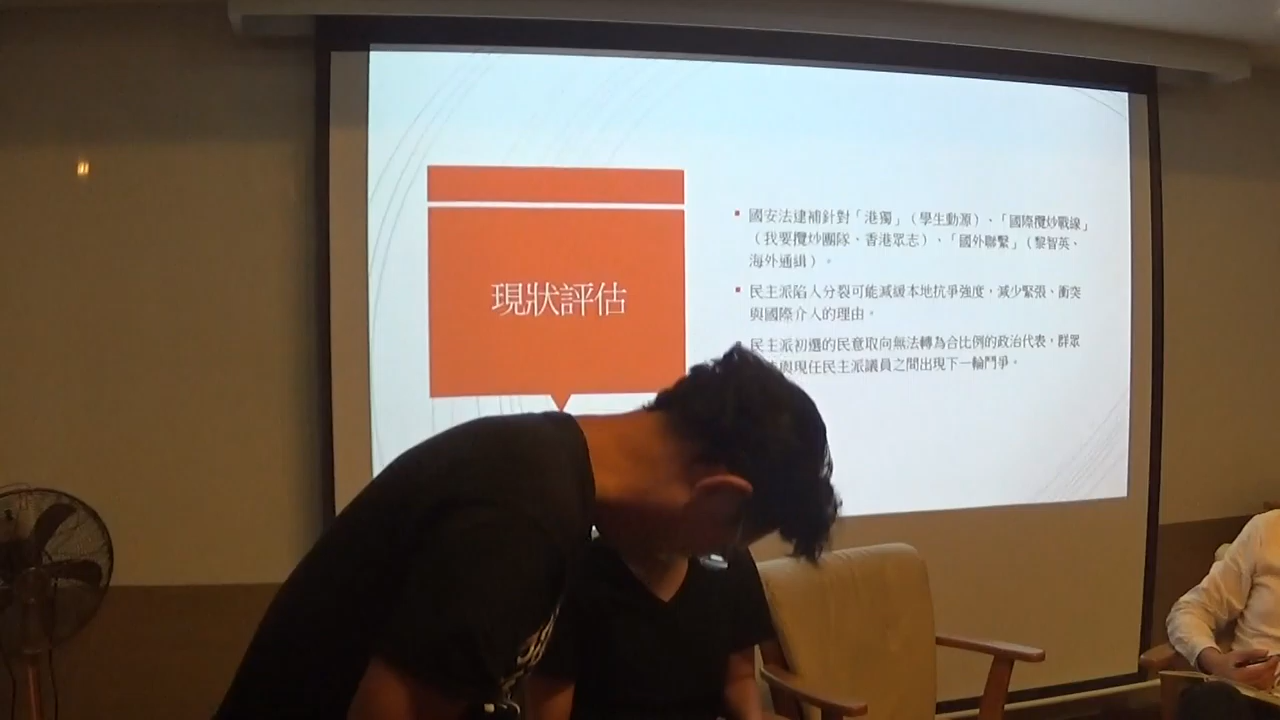 現狀評估
國安法逮補針對「港獨」（學生動源）、「國際攬炒戰線」
（我要攬炒團隊、香港眾志）、「國外聯繫」（黎智英、
海外通緝）。
民主派陷入分裂可能減緩本地抗爭強度，減少緊張、衝突
與國際介入的理由。
民主派初選的民意取向無法轉為合比例的政治代表，群眾
與現任民主派議員之間出現下一輪鬥爭。